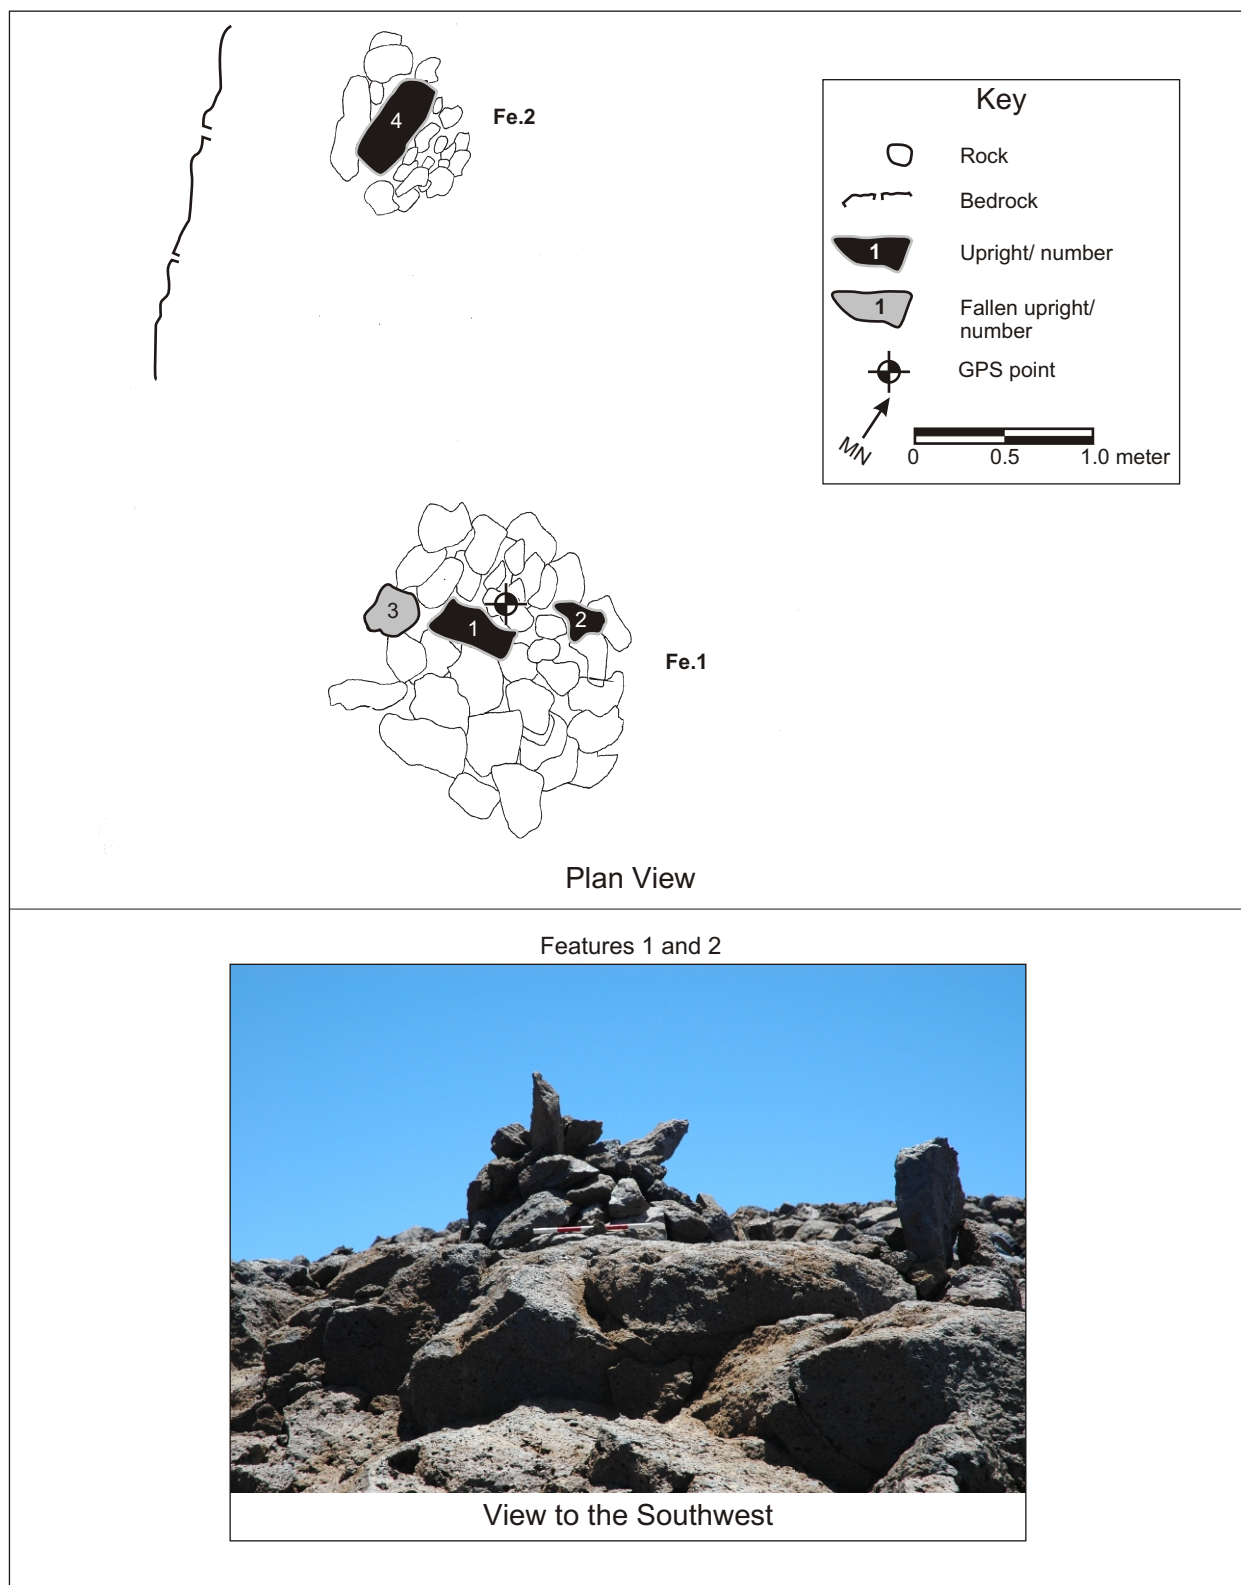 4
Fe.2
Key
Rock
Bedrock
1
Upright/ number
1
Fallen upright/
number
GPS point
MN
0
0.5
1.0 meter
3
1
2
Fe.1
Plan View
Features 1 and 2
View to the Southwest